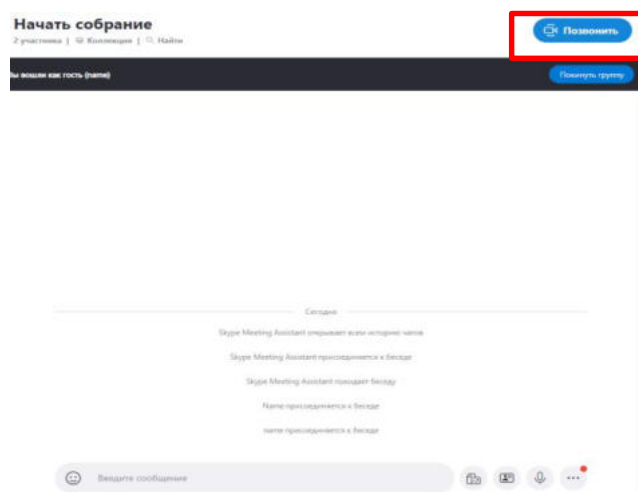 Начать собрание
Позвонить
2 участника | Коллекция | Найти
Вы вошли как гость (name)
Покинуть группу
Сегодня
Skype Meeting Assistant открывает всем историю чатов
Skype Meeting Assistant присоединяется к беседе
Skype Meeting Assistant покидает беседу
Name присоединяется к беседе
name присоединяется к беседе
Введите сообщение